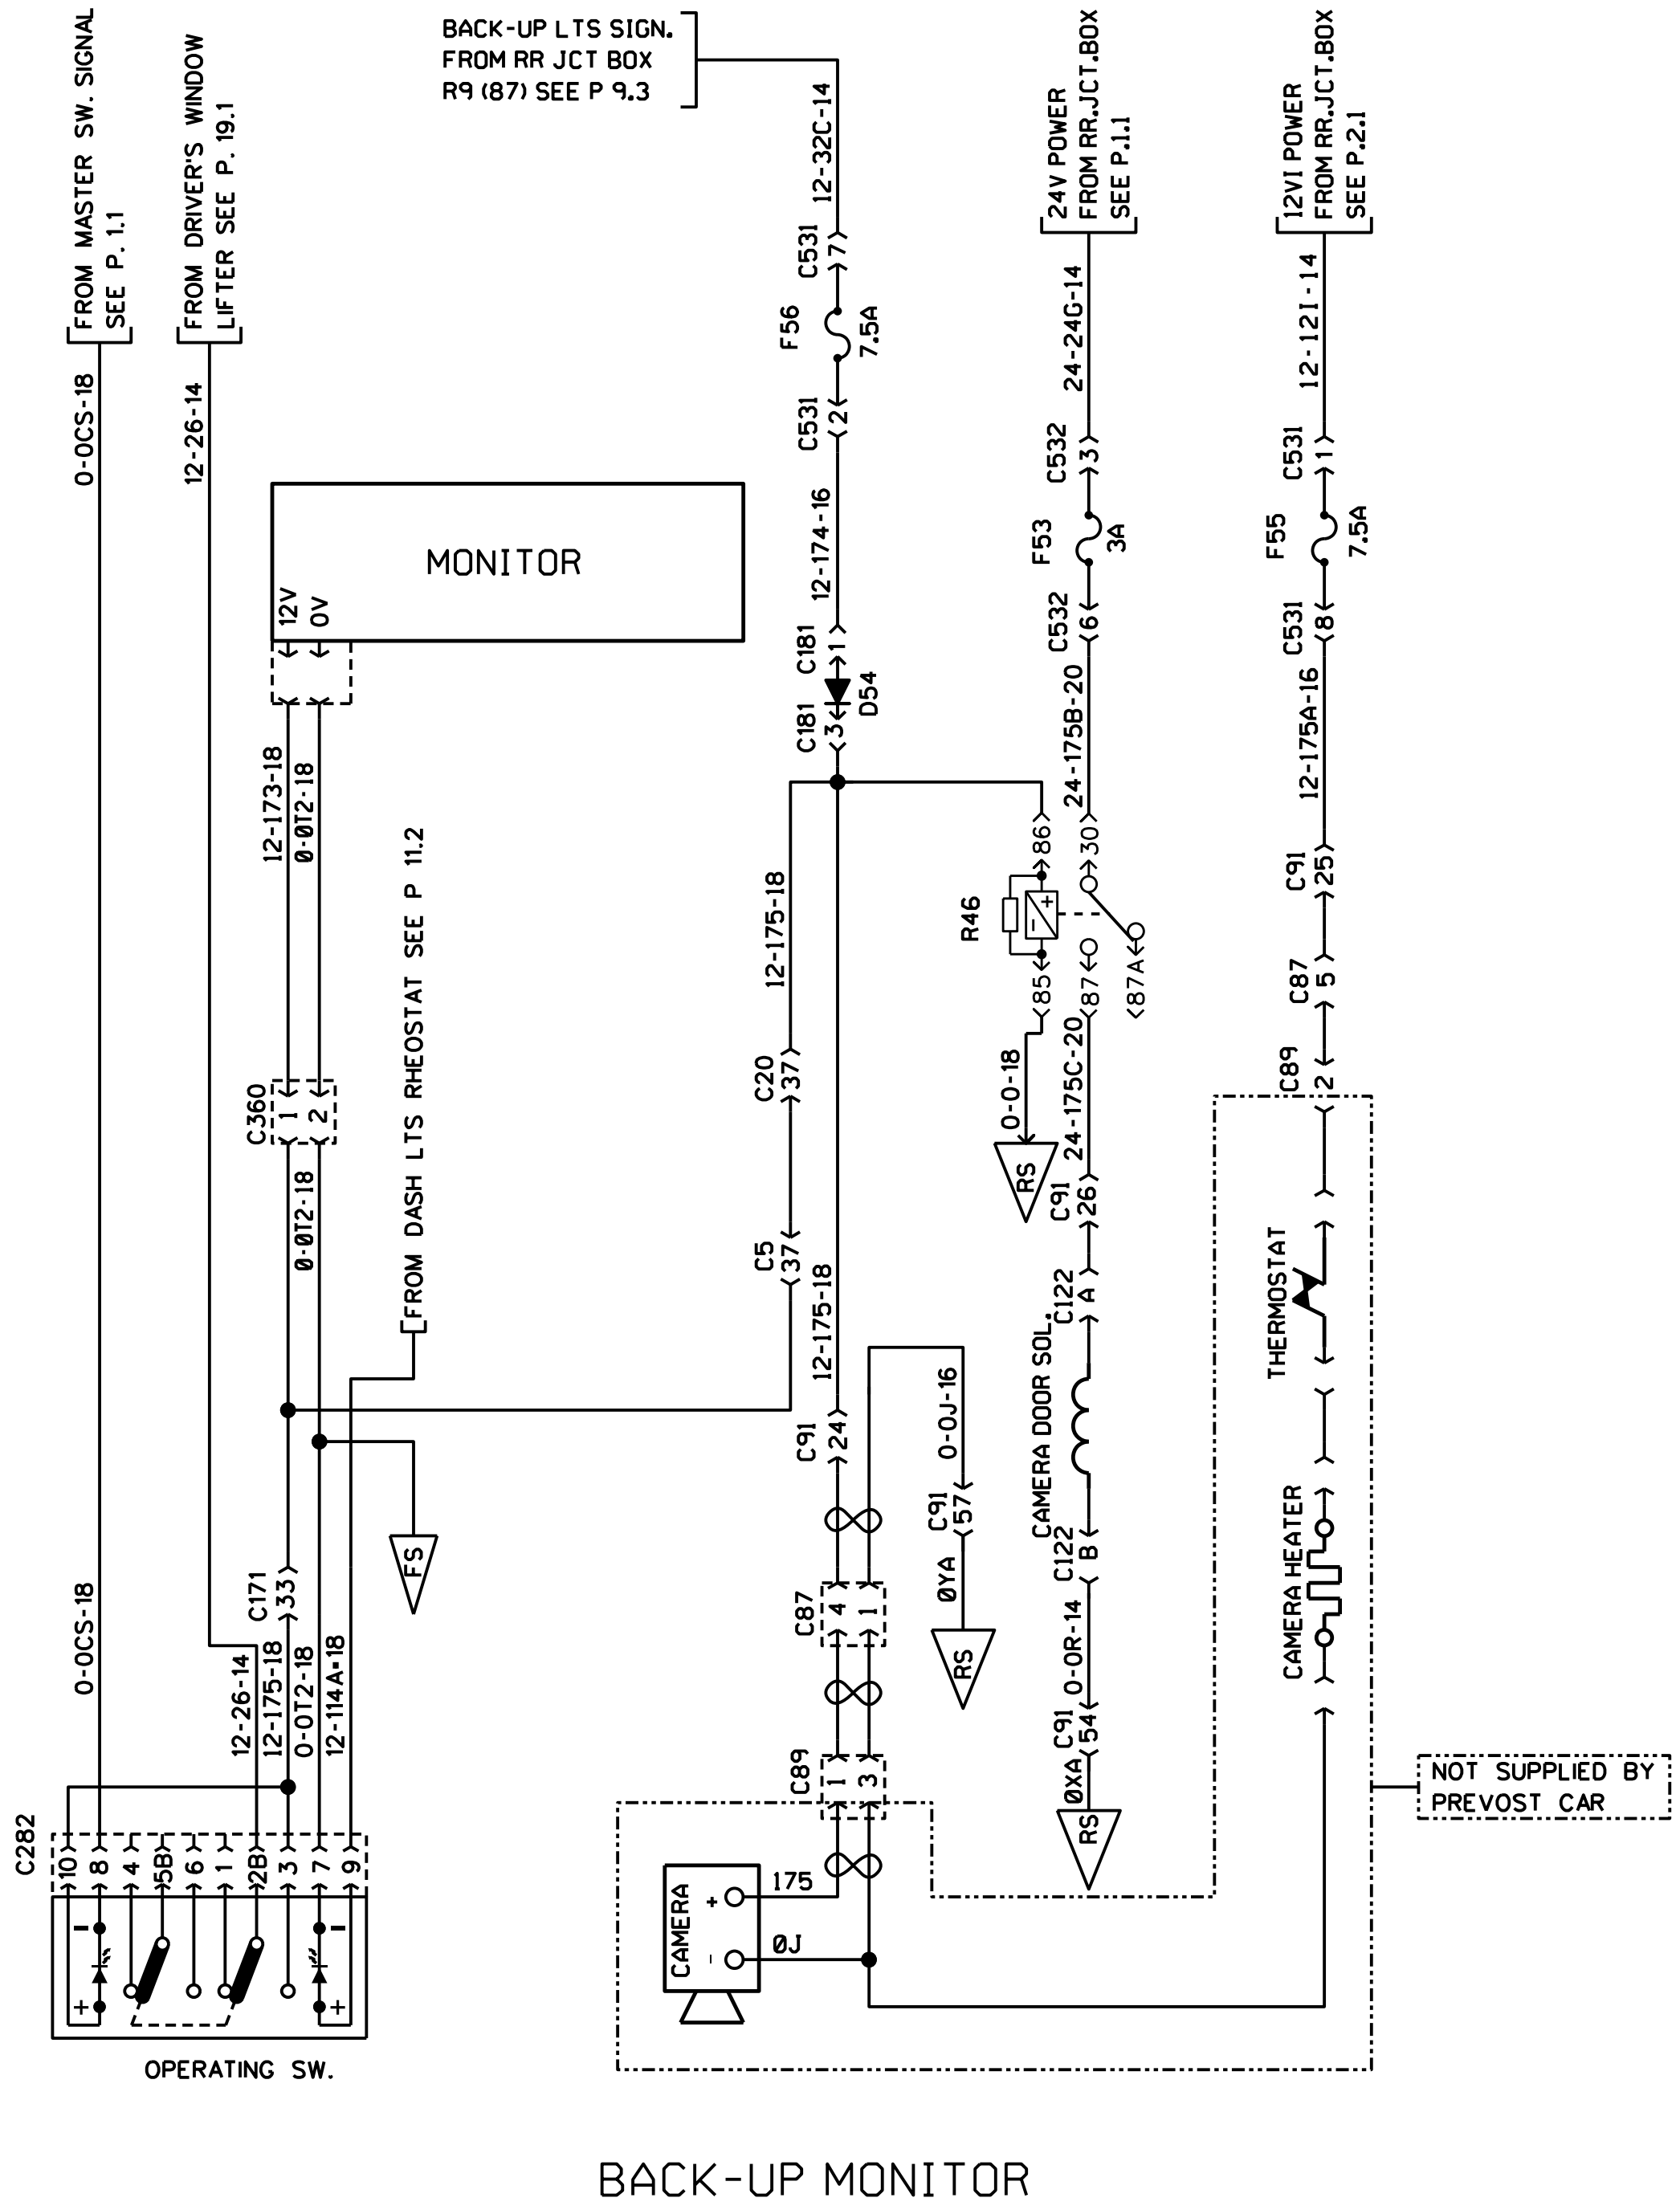 BACK-UP LTS SIGN.
FROM RR JCT BOX
R9 (87) SEE P 9.3
FROM MASTER SW. SIGNAL
SEE P. 1.1
FROM DRIVER'S WINDOW
LIFTER SEE P. 19.1
24V POWER
FROM RR.JCT.BOX
SEE P.1.1
12VI POWER
FROM RR.JCT.BOX
SEE P.2.1
0-0CS-18
12-26-14
12-32C-14
C531
7
F56
7.5A
C531
2
12-174-16
C181
1
D54
C181
3
24-24G-14
C532
3
F53
3A
C532
6
24-175B-20
12-12I-14
C531
1
F55
7.5A
C531
8
12-175A-16
MONITOR
12V
0V
12-173-18
0-0T2-18
C360
1
2
0-0T2-18
FROM DASH LTS RHEOSTAT SEE P 11.2
12-175-18
C20
37
C5
37
12-175-18
R46
86
30
+
-
85
87
87A
0-0-18
RS
24-175C-20
C91
26
C122
A
CAMERA DOOR SOL.
C122
B
0-0R-14
C91
54
0XA
RS
C91
25
C87
5
C89
2
THERMOSTAT
CAMERA HEATER
C91
24
0-0J-16
C91
57
0YA
RS
C87
4
1
C89
1
3
FS
C171
33
0-0CS-18
12-26-14
12-175-18
0-0T2-18
12-114A-18
C282
10
8
4
5B
6
1
2B
3
7
9
-
-
+
+
OPERATING SW.
CAMERA
+
-
175
0J
NOT SUPPLIED BY
PREVOST CAR
BACK-UP MONITOR